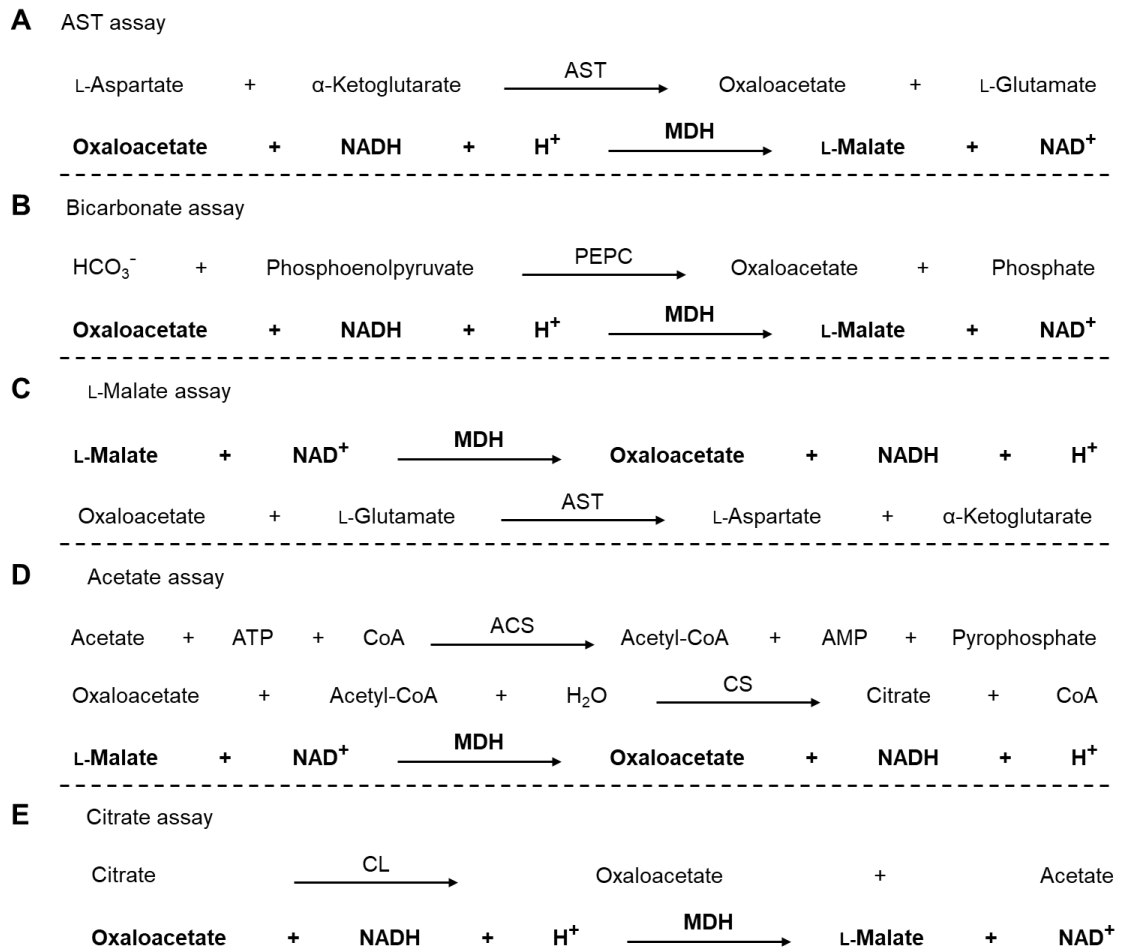 A AST assay
AST
L-Aspartate + α-Ketoglutarate Oxaloacetate + L-Glutamate
MDH
Oxaloacetate + NADH + H⁺ L-Malate + NAD⁺
B Bicarbonate assay
PEPC
HCO₃⁻ + Phosphoenolpyruvate Oxaloacetate + Phosphate
MDH
Oxaloacetate + NADH + H⁺ L-Malate + NAD⁺
C L-Malate assay
MDH
L-Malate + NAD⁺ Oxaloacetate + NADH + H⁺
AST
Oxaloacetate + L-Glutamate L-Aspartate + α-Ketoglutarate
D Acetate assay
ACS
Acetate + ATP + CoA Acetyl-CoA + AMP + Pyrophosphate
CS
Oxaloacetate + Acetyl-CoA + H₂O Citrate + CoA
MDH
L-Malate + NAD⁺ Oxaloacetate + NADH + H⁺
E Citrate assay
CL
Citrate Oxaloacetate + Acetate
MDH
Oxaloacetate + NADH + H⁺ L-Malate + NAD⁺